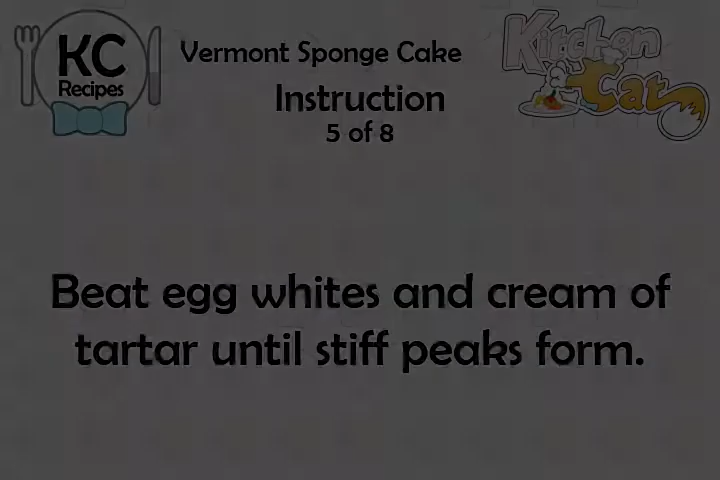 KC
Recipes
Vermont Sponge Cake
Kitchen
Cat
Instruction
5 of 8
Beat egg whites and cream of
tartar until stiff peaks form.